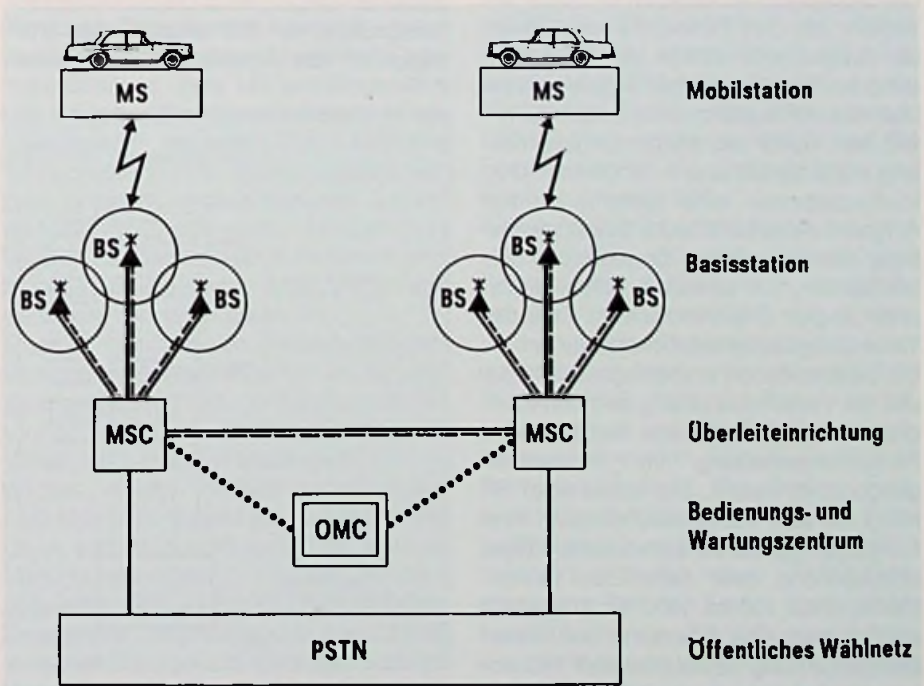 MS
MS
Mobilstation
BS
BS
BS
BS
BS
BS
Basisstation
MSC
MSC
Überleiteinrichtung
OMC
Bedienungs- und
Wartungszentrum
PSTN
Öffentliches Wählnetz